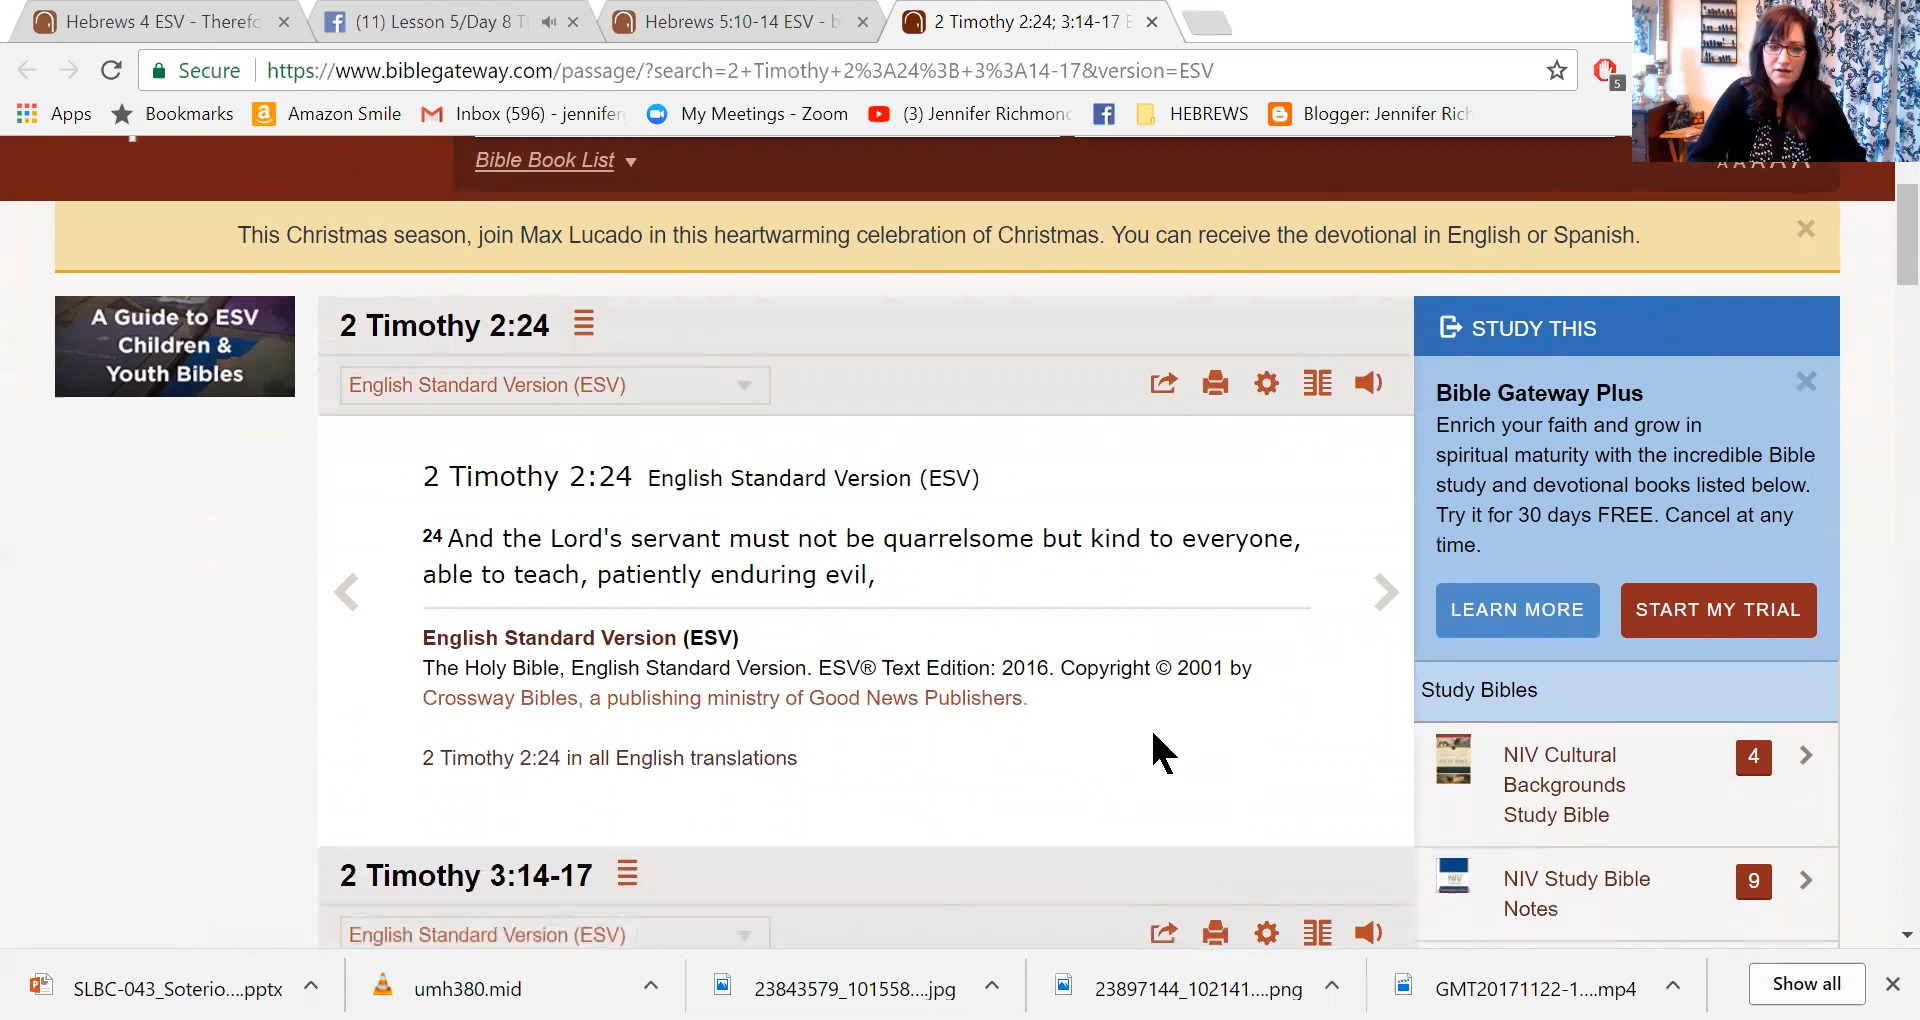 Hebrews 4 ESV - Therefo
(11) Lesson 5/Day 8 T
Hebrews 5:10-14 ESV - b
2 Timothy 2:24; 3:14-17 E
Secure
https://www.biblegateway.com/passage/?search=2+Timothy+2%3A24%3B+3%3A14-17&version=ESV
5
Apps
Bookmarks
Amazon Smile
Inbox (596) - jennifer
My Meetings - Zoom
(3) Jennifer Richmond
HEBREWS
Blogger: Jennifer Rich
Bible Book List
This Christmas season, join Max Lucado in this heartwarming celebration of Christmas. You can receive the devotional in English or Spanish.
A Guide to ESV
Children &
Youth Bibles
2 Timothy 2:24
English Standard Version (ESV)
2 Timothy 2:24 English Standard Version (ESV)
24 And the Lord's servant must not be quarrelsome but kind to everyone,
able to teach, patiently enduring evil,
English Standard Version (ESV)
The Holy Bible, English Standard Version. ESV® Text Edition: 2016. Copyright © 2001 by
Crossway Bibles, a publishing ministry of Good News Publishers.
2 Timothy 2:24 in all English translations
2 Timothy 3:14-17
English Standard Version (ESV)
STUDY THIS
Bible Gateway Plus
Enrich your faith and grow in
spiritual maturity with the incredible Bible
study and devotional books listed below.
Try it for 30 days FREE. Cancel at any
time.
LEARN MORE
START MY TRIAL
Study Bibles
NIV Cultural
Backgrounds
Study Bible
4
NIV Study Bible
Notes
9
SLBC-043_Soterio....pptx
umh380.mid
23843579_101558....jpg
23897144_102141....png
GMT20171122-1....mp4
Show all